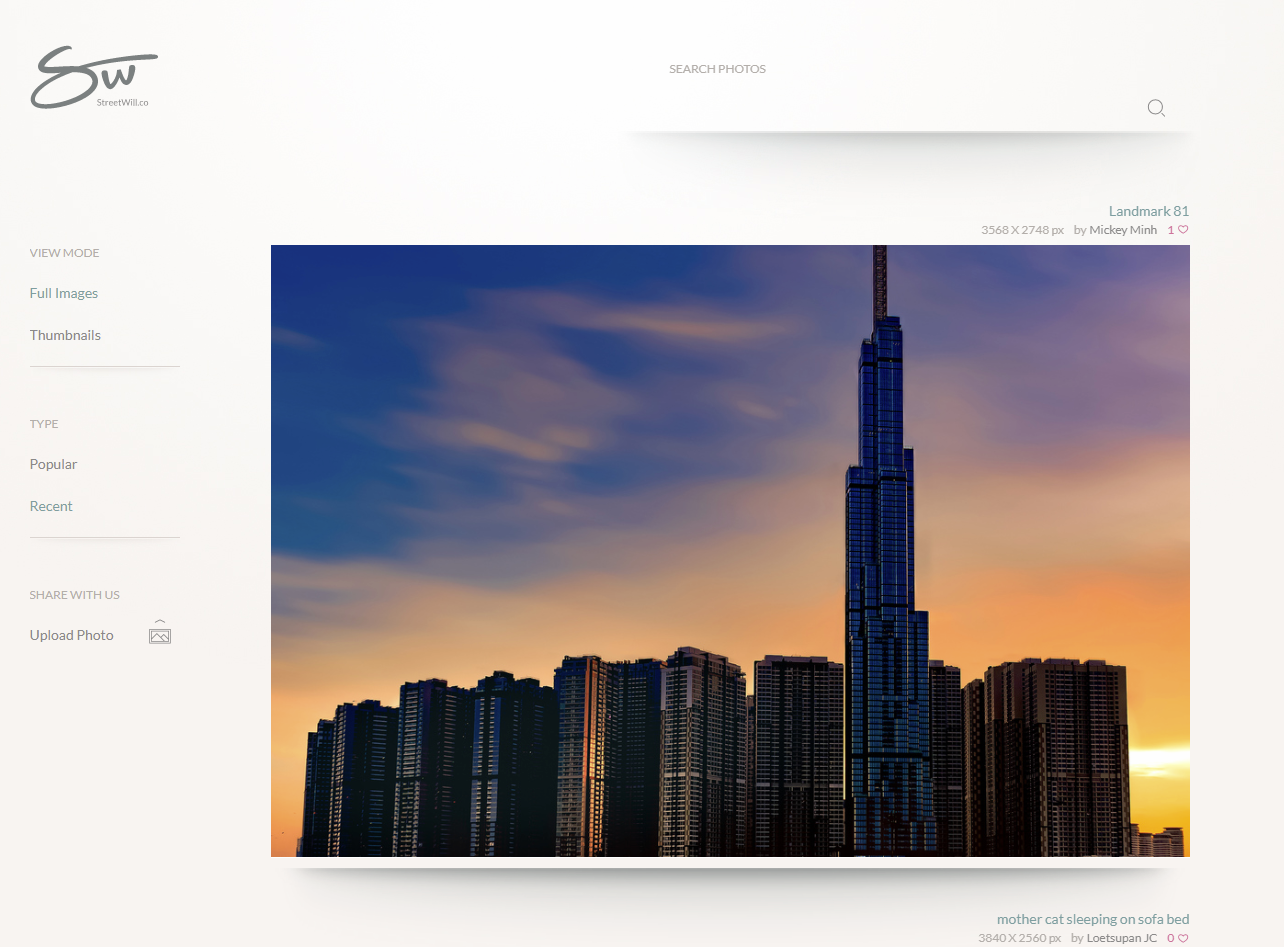 Sw
StreetWill.co
SEARCH PHOTOS
Landmark 81
3568 X 2748 px by Mickey Minh 1
VIEW MODE
Full Images
Thumbnails
TYPE
Popular
Recent
SHARE WITH US
Upload Photo
mother cat sleeping on sofa bed
3840 X 2560 px by Loetsupan JC 0